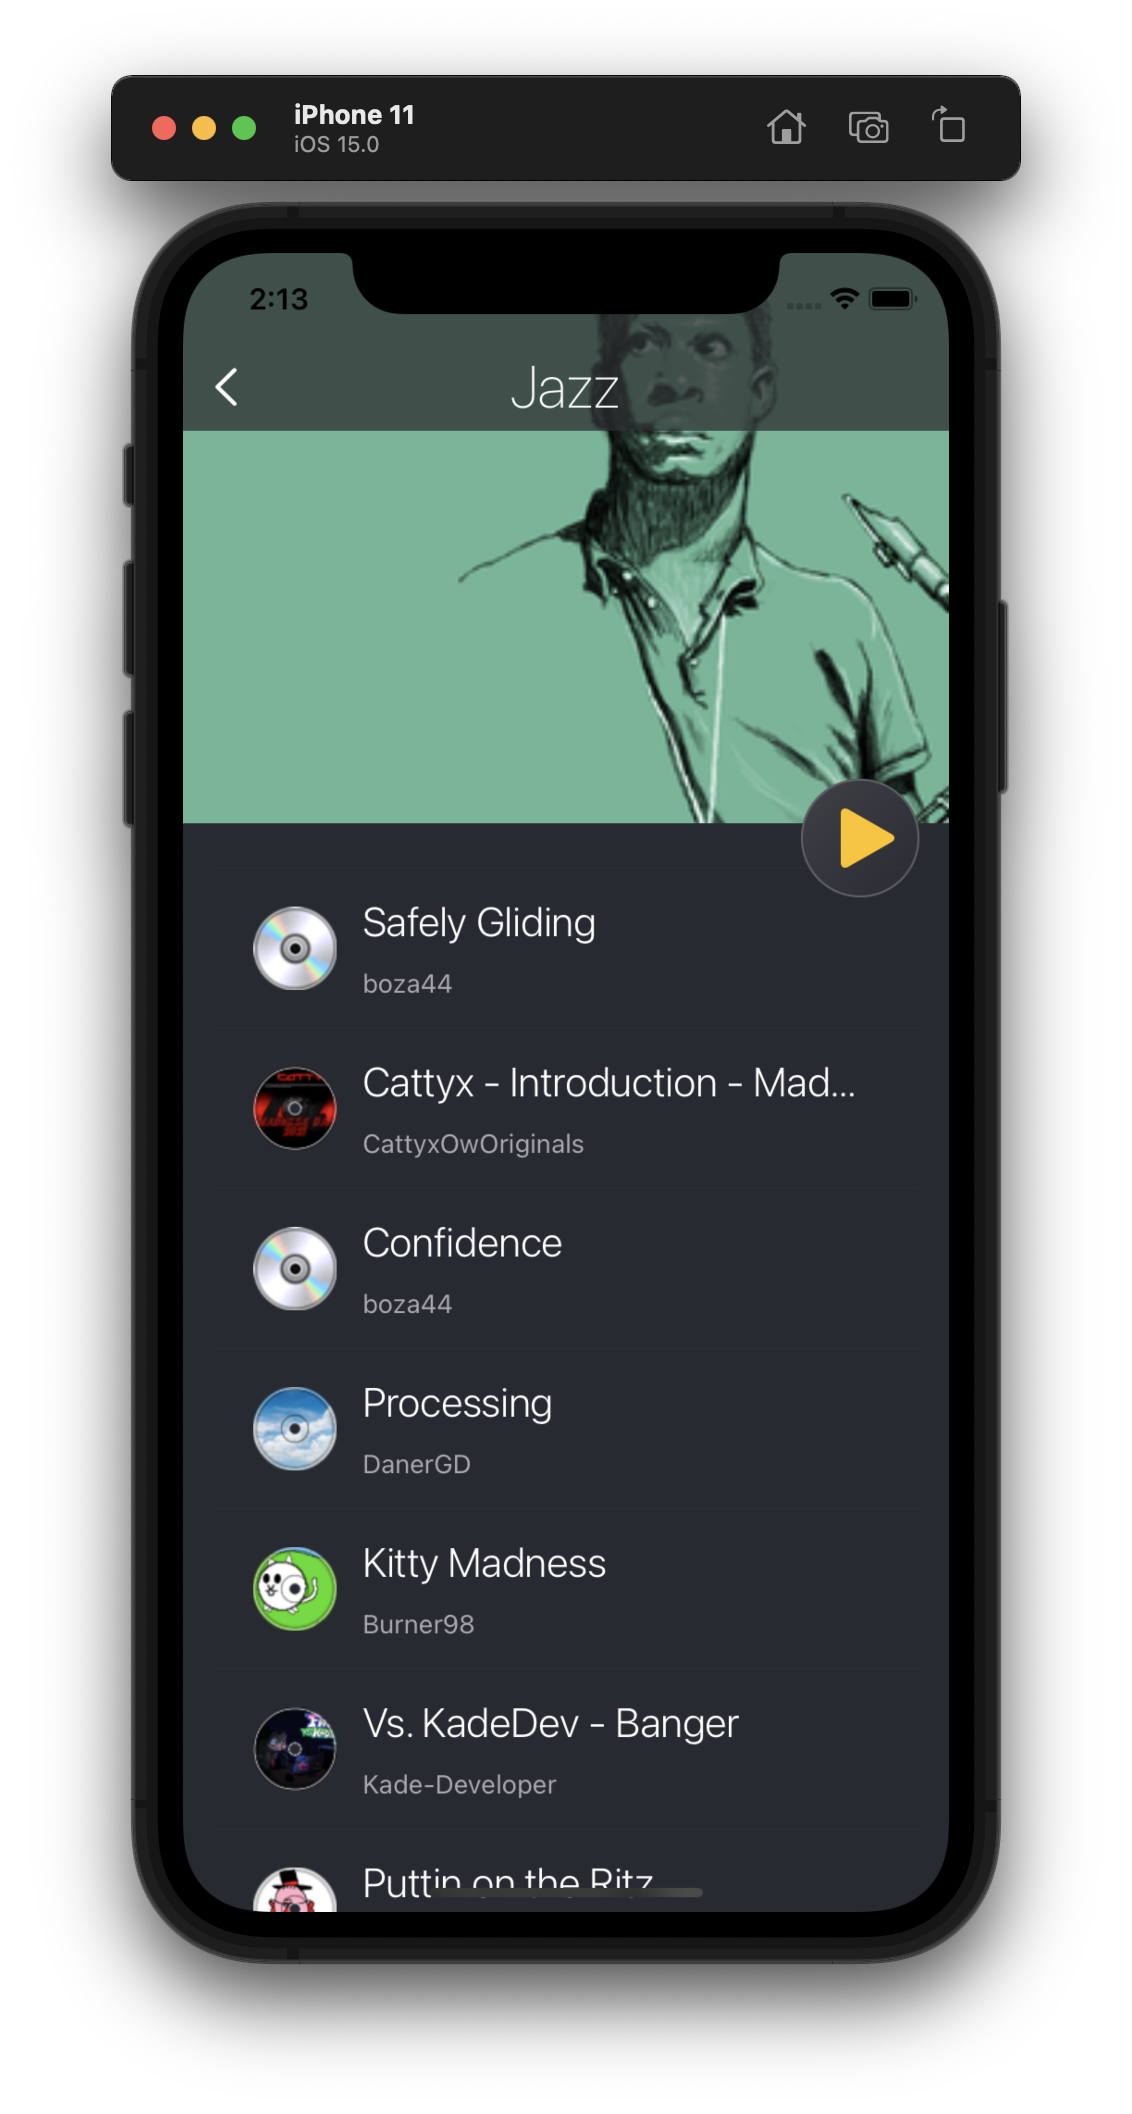 iPhone 11
iOS 15.0
2:13
Jazz
Safely Gliding
boza44
Cattyx - Introduction - Mad...
CattyxOwOriginals
Confidence
boza44
Processing
DanerGD
Kitty Madness
Burner98
Vs. KadeDev - Banger
Kade-Developer
Puttin on the Ritz